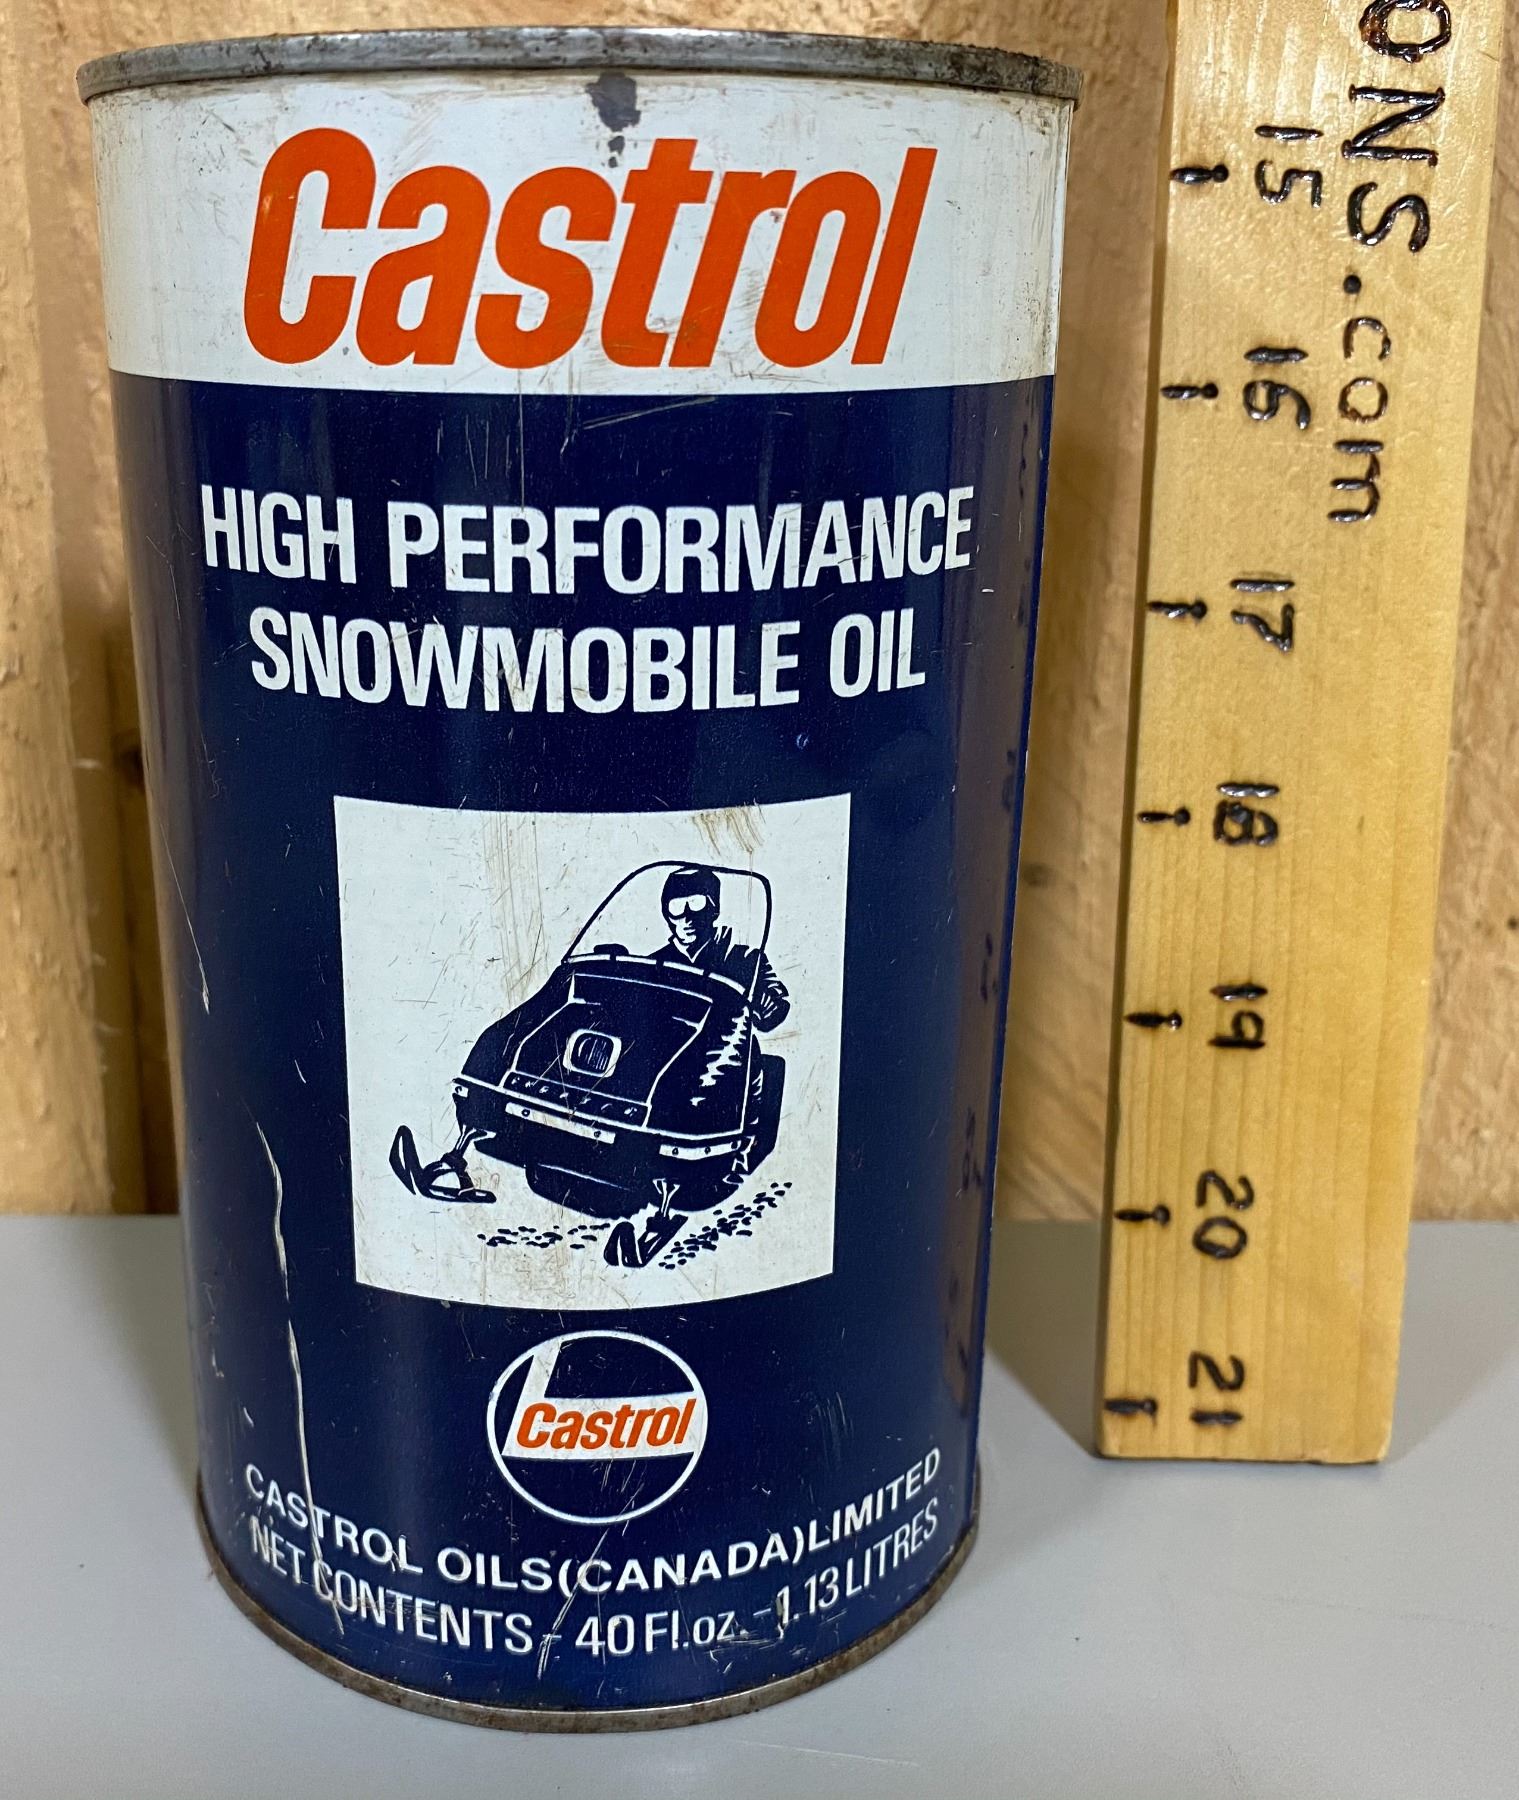 Castrol
HIGH PERFORMANCE
SNOWMOBILE OIL
Castrol
CASTROL OILS(CANADA)LIMITED
NET CONTENTS - 40 Fl.oz. - 1.13 LITRES
ONS.com
15
16
17
18
19
20
21